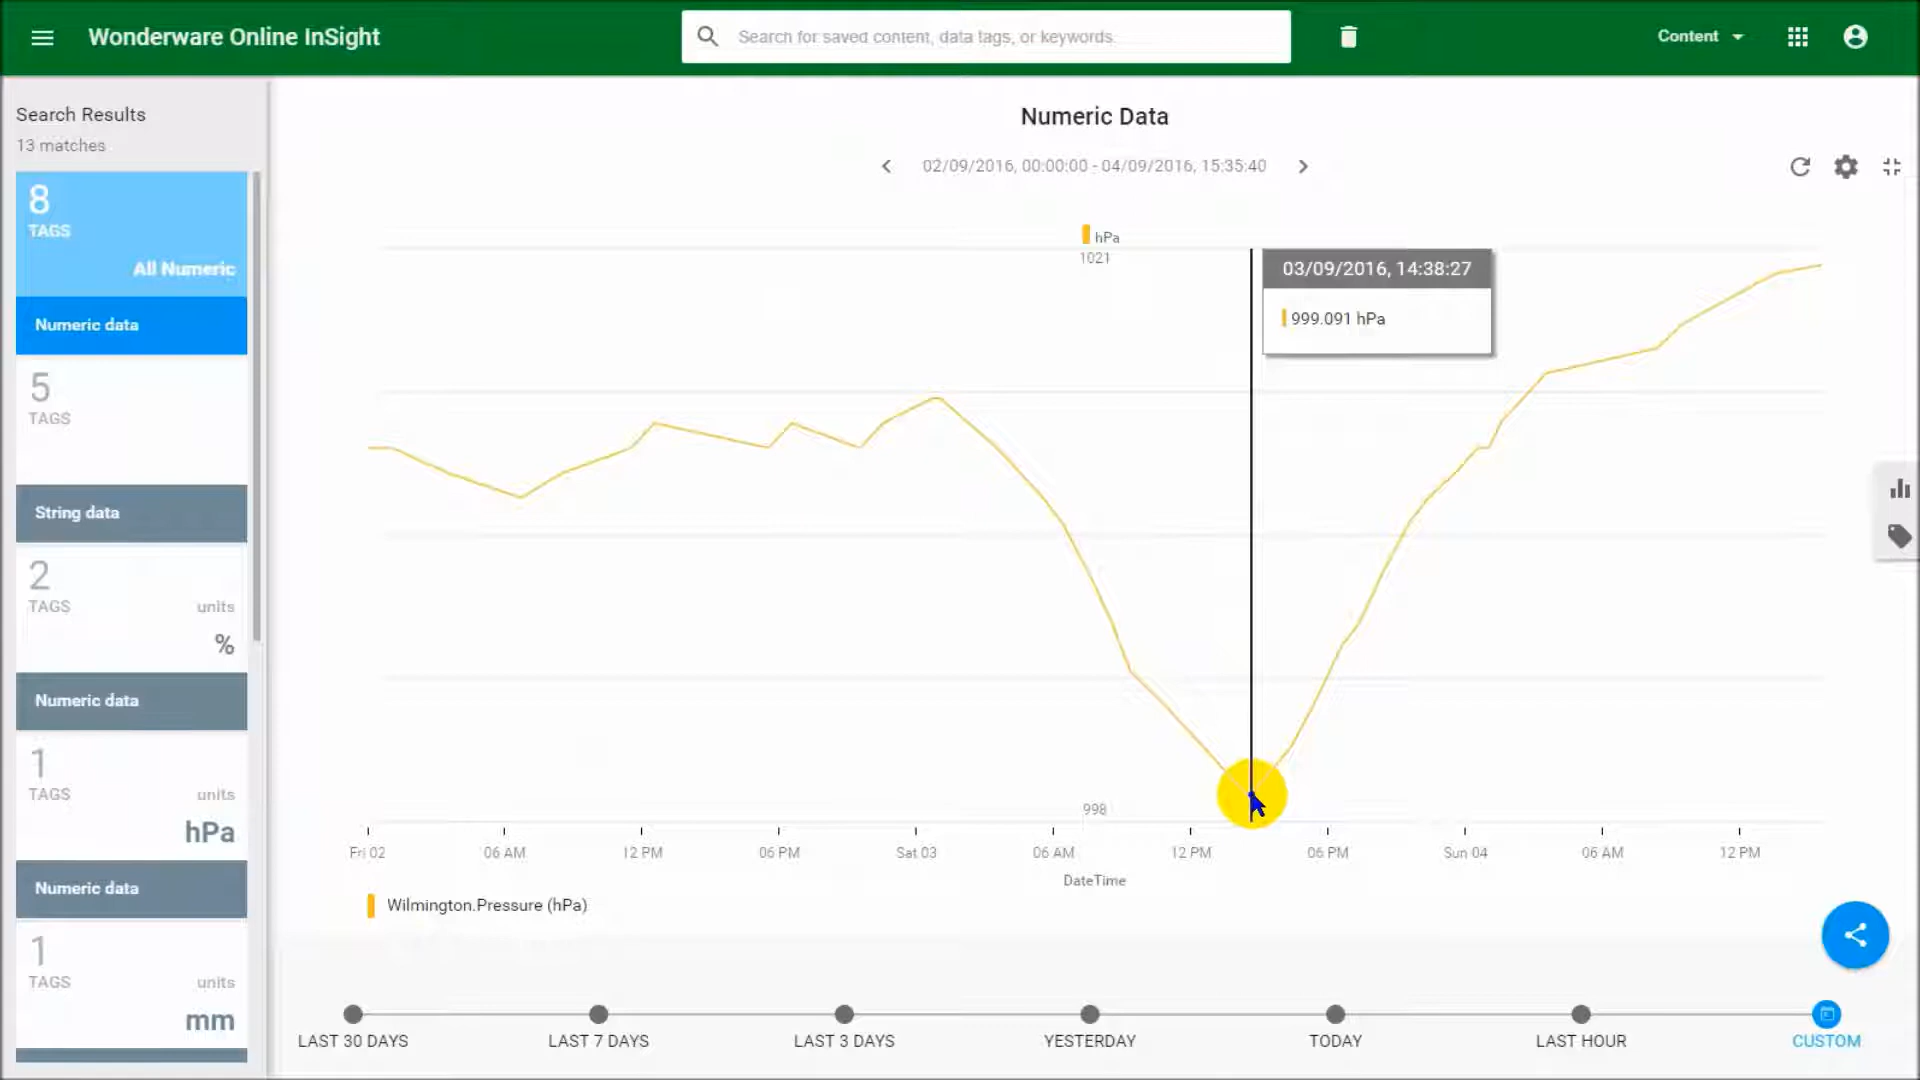 Wonderware Online InSight
Search for saved content, data tags, or keywords.
Content
Search Results
13 matches
8
TAGS
All Numeric
Numeric data
5
TAGS
String data
2
TAGS units
%
Numeric data
1
TAGS units
hPa
Numeric data
1
TAGS units
mm
Numeric Data
02/09/2016, 00:00:00 - 04/09/2016, 15:35:40
hPa
1021
03/09/2016, 14:38:27
999.091 hPa
998
Fri 02 06 AM 12 PM 06 PM Sat 03 06 AM 12 PM 06 PM Sun 04 06 AM 12 PM
DateTime
Wilmington.Pressure (hPa)
LAST 30 DAYS LAST 7 DAYS LAST 3 DAYS YESTERDAY TODAY LAST HOUR CUSTOM